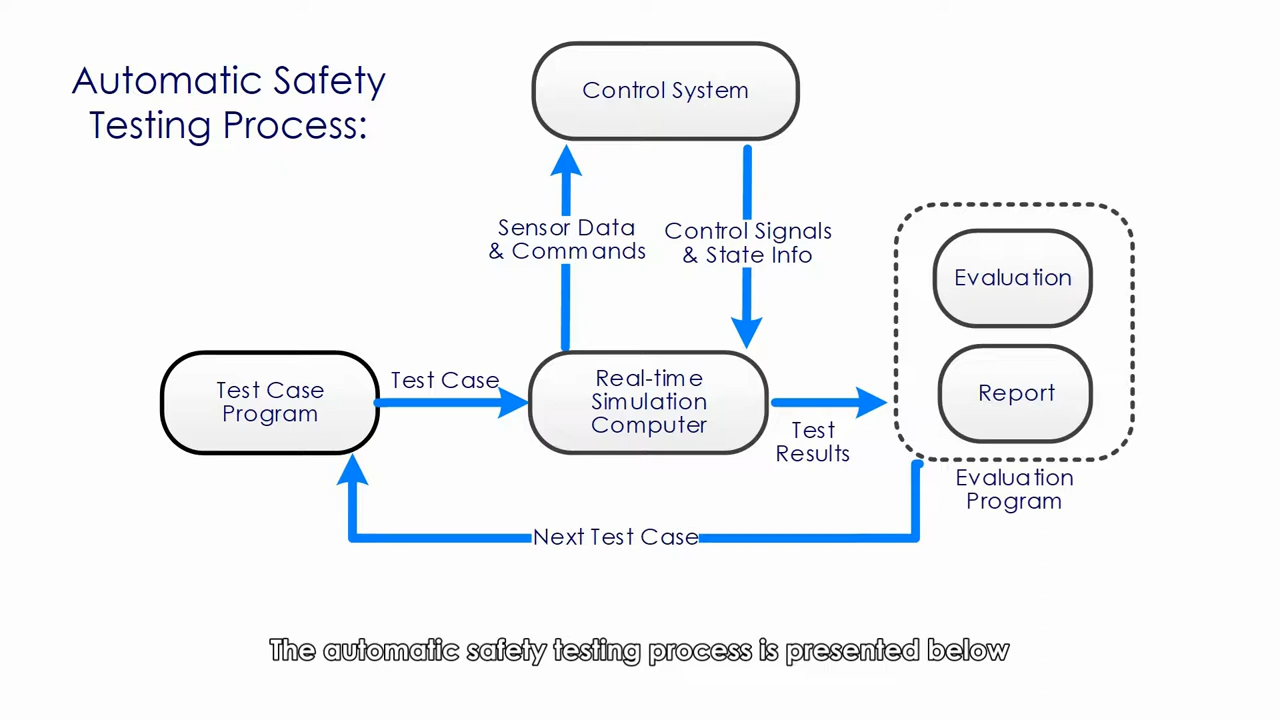 Automatic Safety
Testing Process:
Control System
Sensor Data
& Commands
Control Signals
& State Info
Evaluation
Report
Evaluation
Program
Test Case
Program
Test Case
Real-time
Simulation
Computer
Test
Results
Next Test Case
The automatic safety testing process is presented below